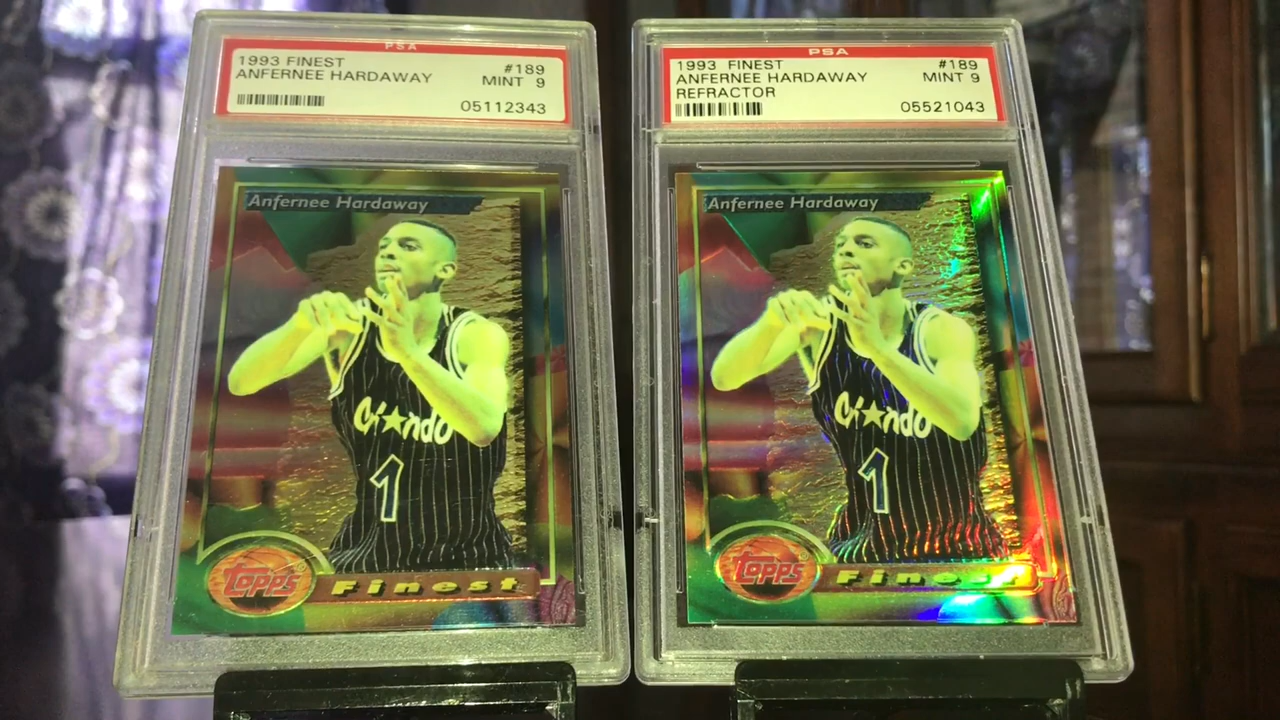 PSA
1993 FINEST #189
ANFERNEE HARDAWAY MINT 9
05112343
Anfernee Hardaway
Orlando
1
TOPPS
Finest
PSA
1993 FINEST #189
ANFERNEE HARDAWAY MINT 9
REFRACTOR
05521043
Anfernee Hardaway
Orlando
1
TOPPS
Finest